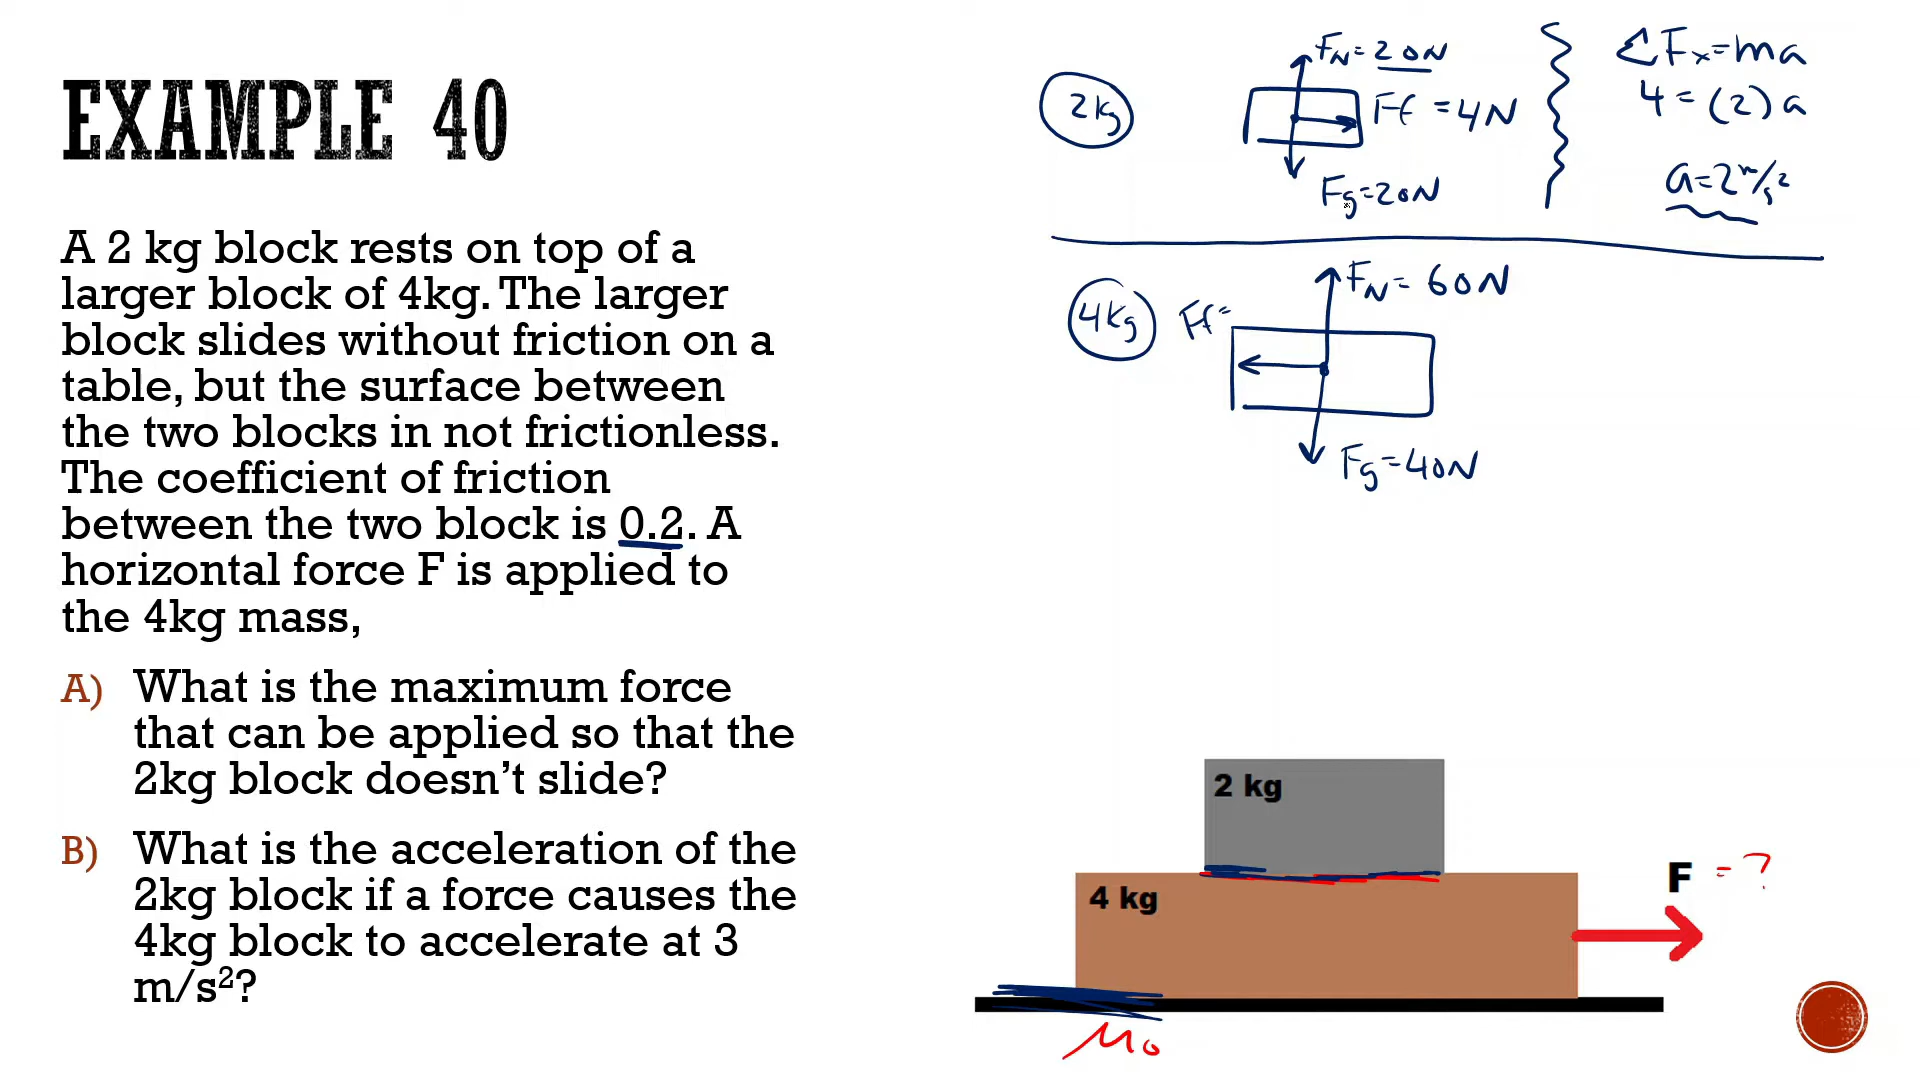 EXAMPLE 40
A 2 kg block rests on top of a
larger block of 4kg. The larger
block slides without friction on a
table, but the surface between
the two blocks in not frictionless.
The coefficient of friction
between the two block is 0.2. A
horizontal force F is applied to
the 4kg mass,
A) What is the maximum force
that can be applied so that the
2kg block doesn’t slide?
B) What is the acceleration of the
2kg block if a force causes the
4kg block to accelerate at 3
m/s²?
2kg
FN = 20N
Ff = 4N
Fg = 20N
ΣFx = ma
4 = (2) a
a = 2 m/s²
4kg
Ff =
FN = 60N
Fg = 40N
2 kg
4 kg
F = ?
μ0